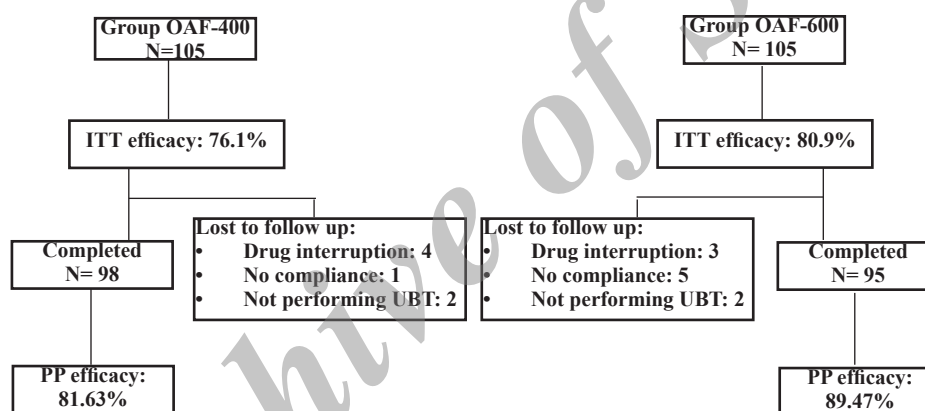 Group OAF-400
N=105
Group OAF-600
N= 105
ITT efficacy: 76.1%
ITT efficacy: 80.9%
Completed
N= 98
Lost to follow up:
• Drug interruption: 4
• No compliance: 1
• Not performing UBT: 2
Lost to follow up:
• Drug interruption: 3
• No compliance: 5
• Not performing UBT: 2
Completed
N= 95
PP efficacy:
81.63%
PP efficacy:
89.47%
hive of S